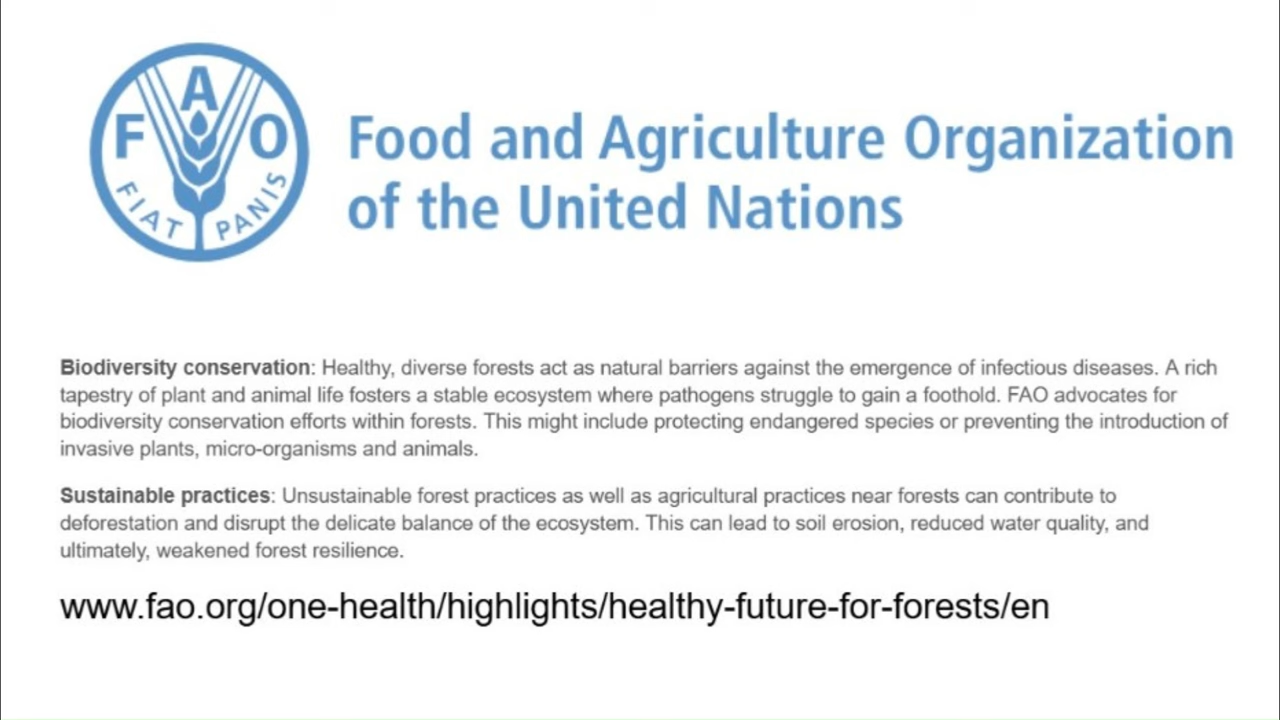 F A O
FIAT PANIS
Food and Agriculture Organization
of the United Nations
Biodiversity conservation: Healthy, diverse forests act as natural barriers against the emergence of infectious diseases. A rich
tapestry of plant and animal life fosters a stable ecosystem where pathogens struggle to gain a foothold. FAO advocates for
biodiversity conservation efforts within forests. This might include protecting endangered species or preventing the introduction of
invasive plants, micro-organisms and animals.
Sustainable practices: Unsustainable forest practices as well as agricultural practices near forests can contribute to
deforestation and disrupt the delicate balance of the ecosystem. This can lead to soil erosion, reduced water quality, and
ultimately, weakened forest resilience.
www.fao.org/one-health/highlights/healthy-future-for-forests/en